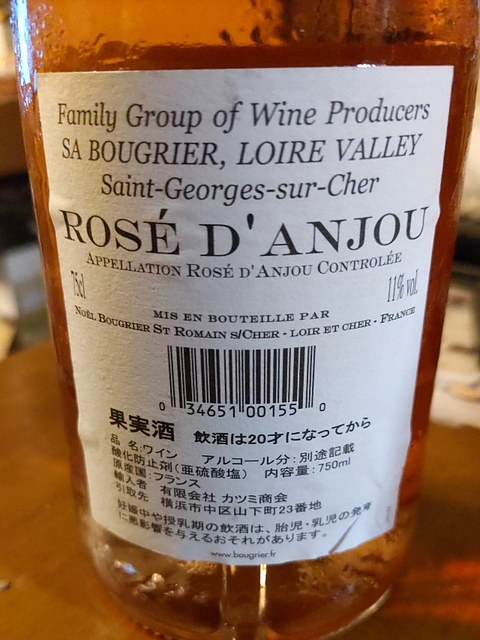 Family Group of Wine Producers
SA BOUGRIER, LOIRE VALLEY
Saint-Georges-sur-Cher
ROSÉ D'ANJOU
APPELLATION ROSÉ D'ANJOU CONTROLÉE
75cl 11% vol.
MIS EN BOUTEILLE PAR
NOËL BOUGRIER ST ROMAIN S/CHER - LOIR ET CHER - FRANCE
0 34651 00155 0
果実酒 飲酒は20才になってから
品 名:ワイン アルコール分:別途記載
酸化防止剤(亜硫酸塩) 内容量:750ml
原産国:フランス
輸入者 有限会社 カツミ商会
引取先 横浜市中区山下町23番地
妊娠中や授乳期の飲酒は、胎児・乳児の発育
に悪影響を与えるおそれがあります。
www.bougrier.fr